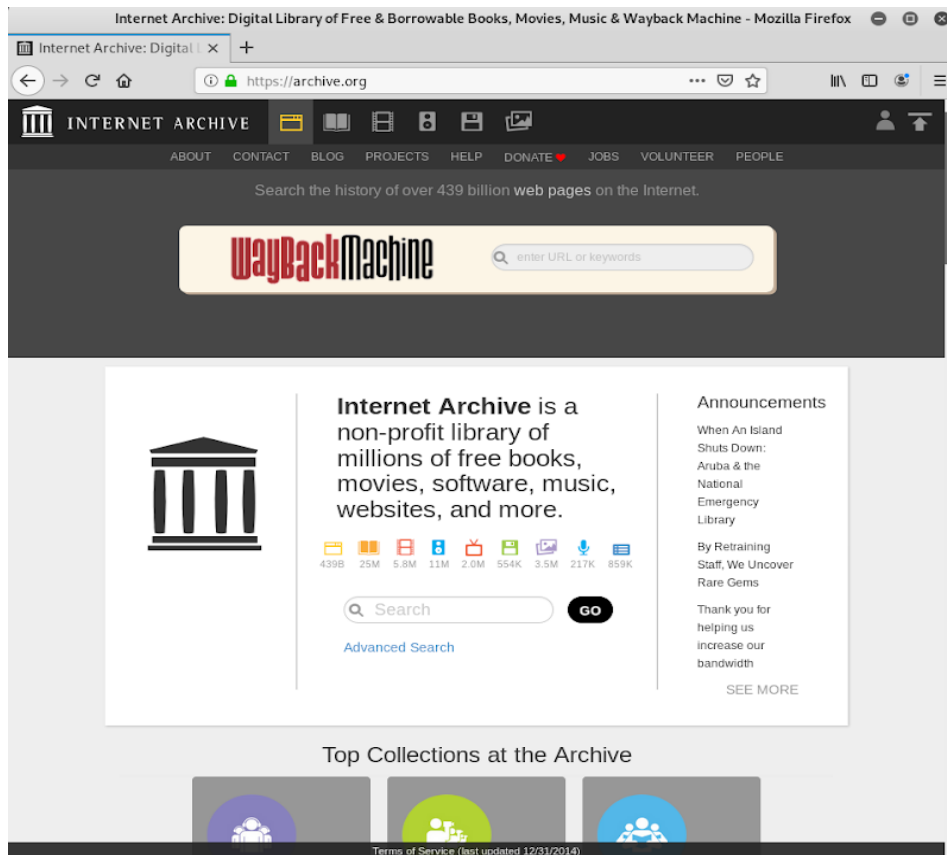 Internet Archive: Digital Library of Free & Borrowable Books, Movies, Music & Wayback Machine - Mozilla Firefox
Internet Archive: Digital L
https://archive.org
INTERNET ARCHIVE
ABOUT CONTACT BLOG PROJECTS HELP DONATE JOBS VOLUNTEER PEOPLE
Search the history of over 439 billion web pages on the Internet.
WayBackMachine
enter URL or keywords
Internet Archive is a
non-profit library of
millions of free books,
movies, software, music,
websites, and more.
439B 25M 5.8M 11M 2.0M 554K 3.5M 217K 859K
Search
GO
Advanced Search
Announcements
When An Island
Shuts Down:
Aruba & the
National
Emergency
Library
By Retraining
Staff, We Uncover
Rare Gems
Thank you for
helping us
increase our
bandwidth
SEE MORE
Top Collections at the Archive
Terms of Service (last updated 12/31/2014)